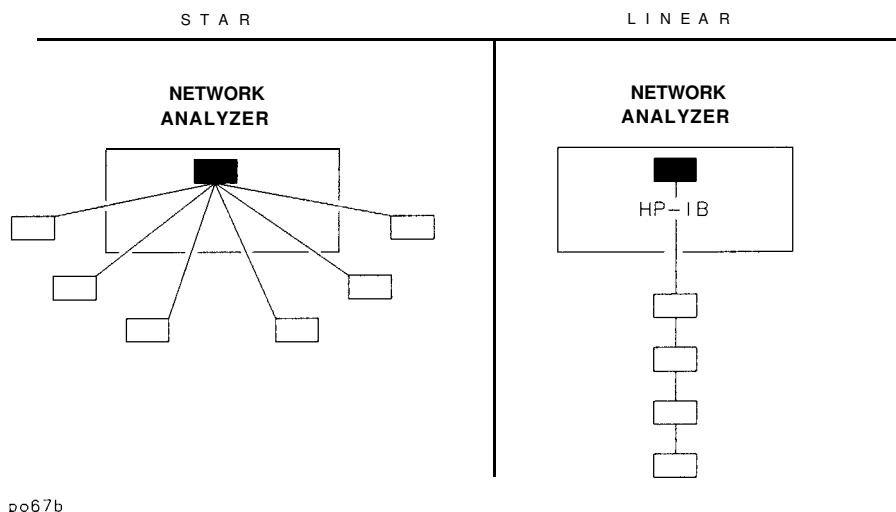 STAR
LINEAR
NETWORK
ANALYZER
NETWORK
ANALYZER
HP-IB
po67b